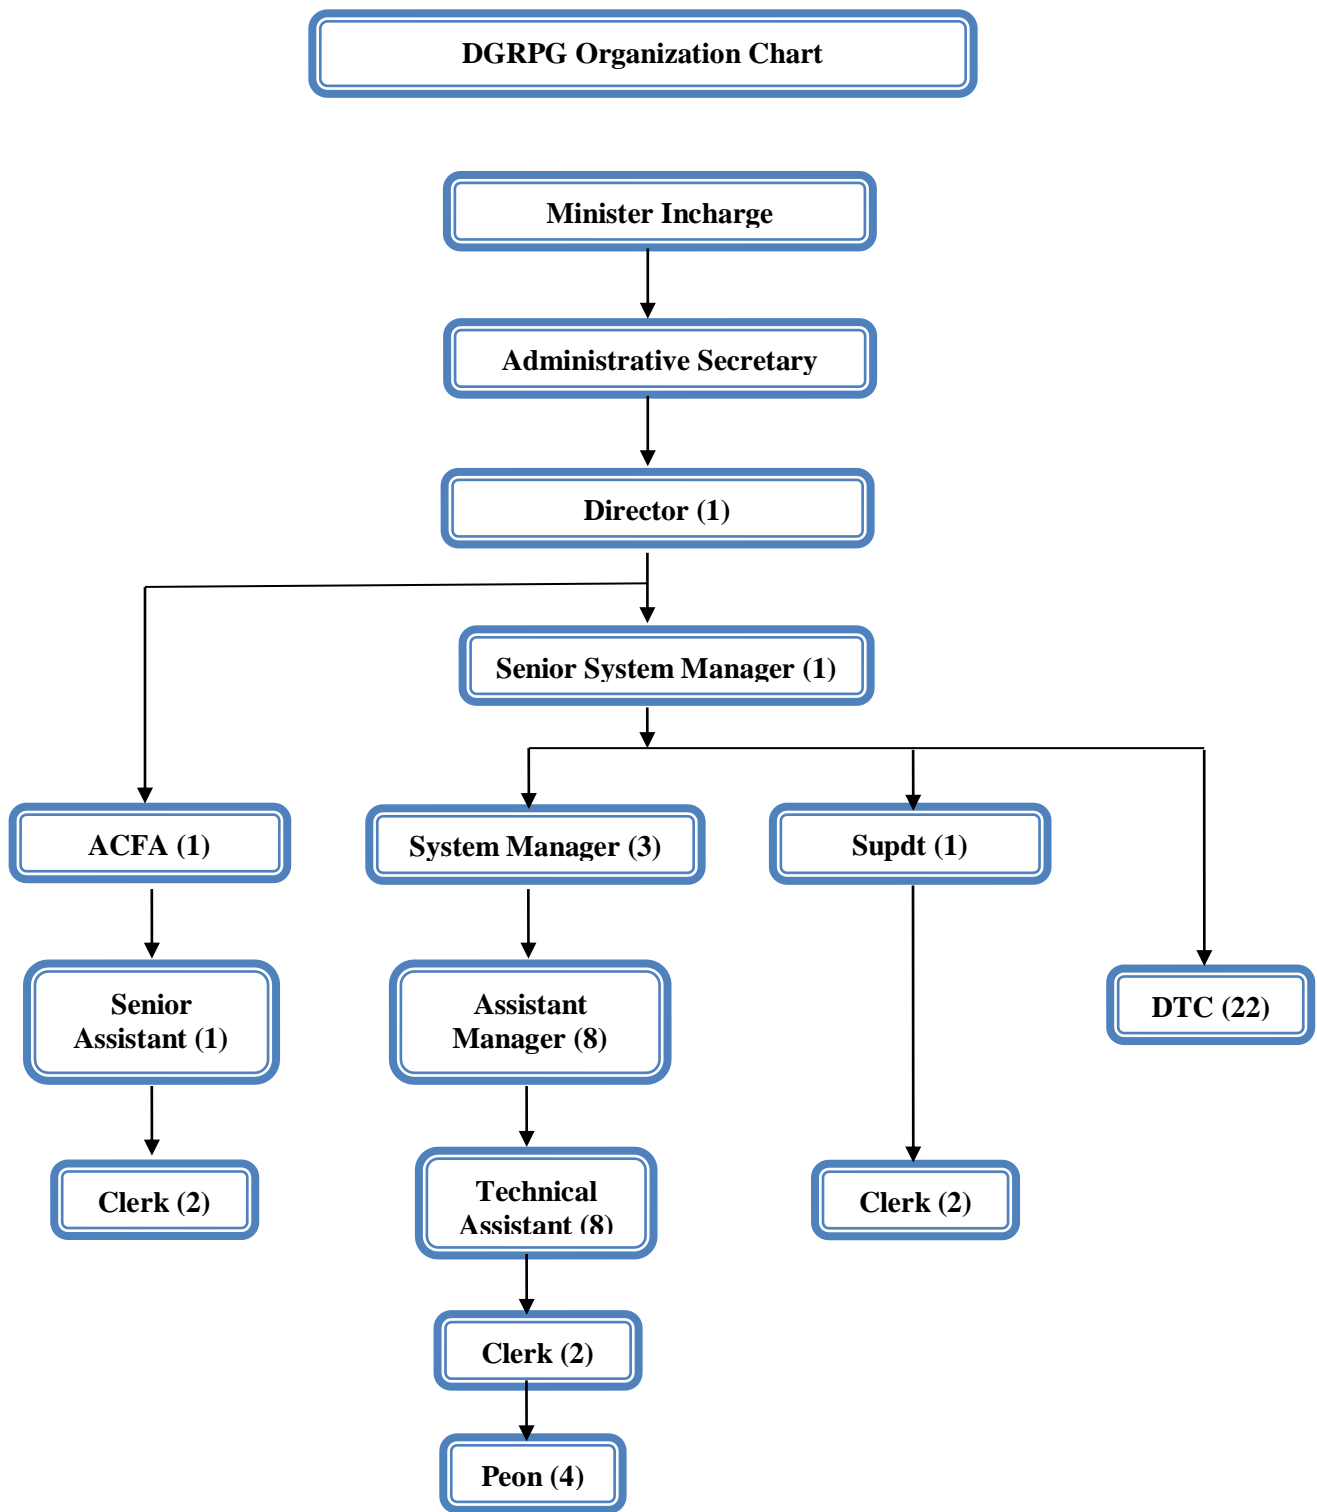 DGRPG Organization Chart
Minister Incharge
Administrative Secretary
Director (1)
Senior System Manager (1)
ACFA (1)
System Manager (3)
Supdt (1)
Senior
Assistant (1)
Assistant
Manager (8)
DTC (22)
Clerk (2)
Technical
Assistant (8)
Clerk (2)
Clerk (2)
Peon (4)